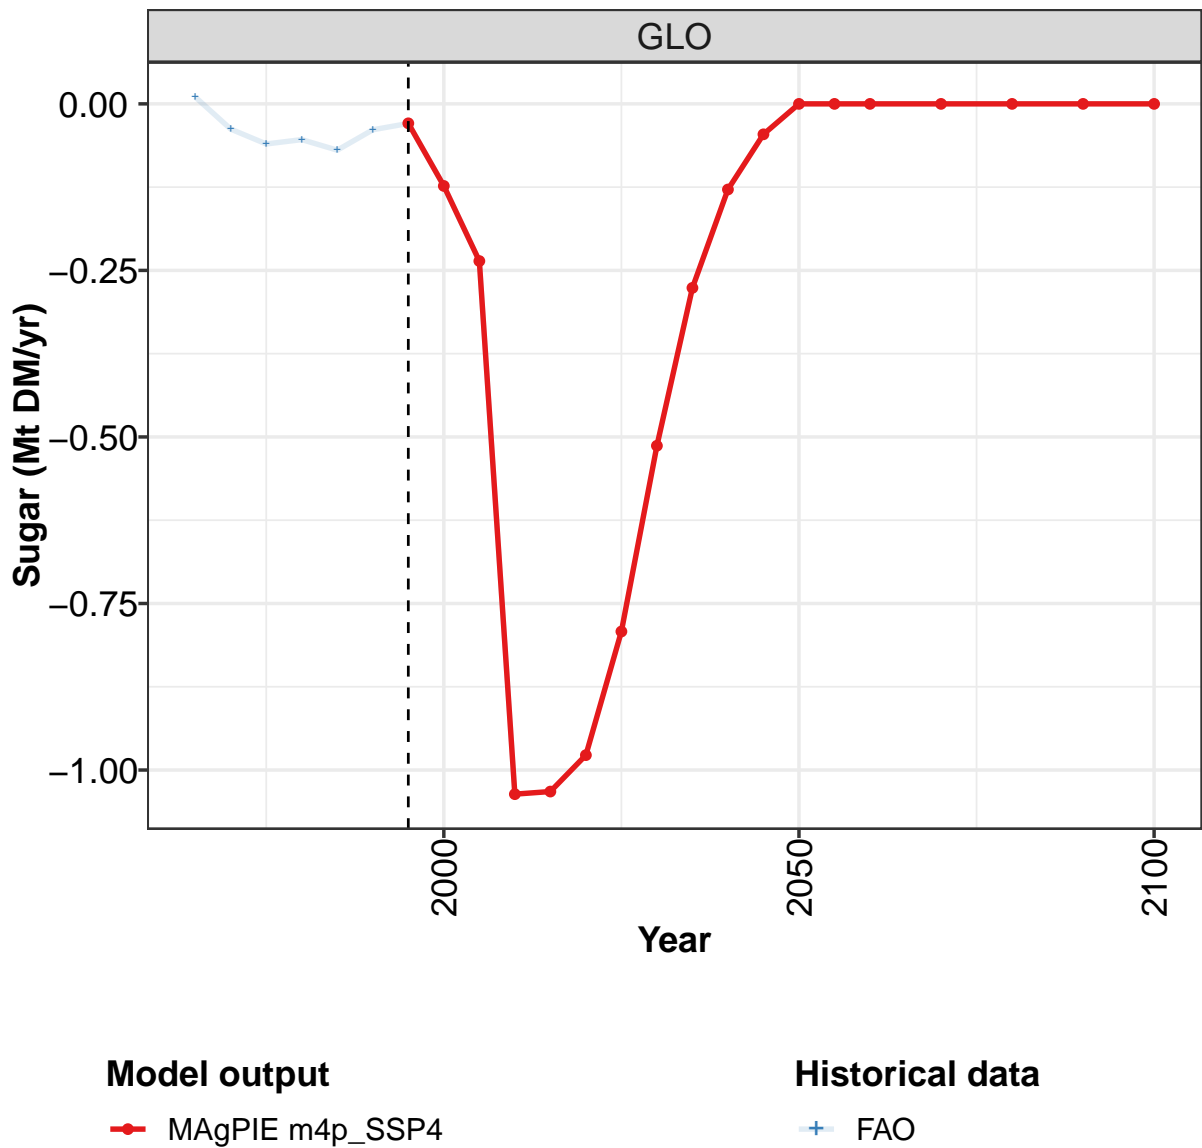 GLO
0.00
−0.25
−0.50
−0.75
−1.00
Sugar (Mt DM/yr)
2000
2050
2100
Year
Model output
MAgPIE m4p_SSP4
Historical data
FAO